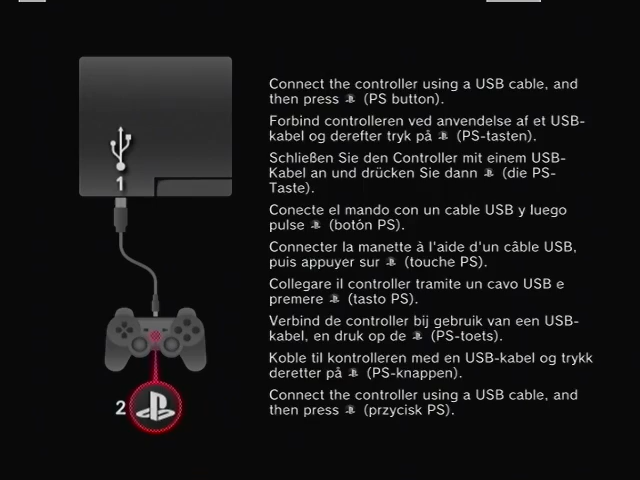 Connect the controller using a USB cable, and
then press (PS button).
Forbind controlleren ved anvendelse af et USB-
kabel og derefter tryk på (PS-tasten).
Schließen Sie den Controller mit einem USB-
Kabel an und drücken Sie dann (die PS-
Taste).
Conecte el mando con un cable USB y luego
pulse (botón PS).
Connecter la manette à l'aide d'un câble USB,
puis appuyer sur (touche PS).
Collegare il controller tramite un cavo USB e
premere (tasto PS).
Verbind de controller bij gebruik van een USB-
kabel, en druk op de (PS-toets).
Koble til kontrolleren med en USB-kabel og trykk
deretter på (PS-knappen).
Connect the controller using a USB cable, and
then press (przycisk PS).
1
2